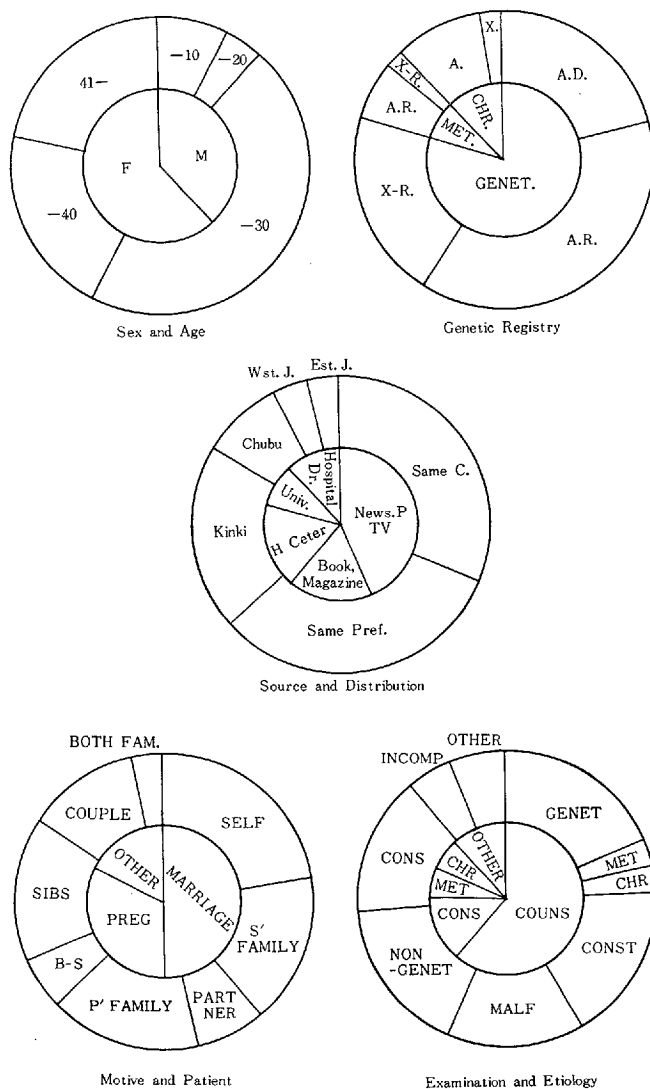 −10
−20
41−
F
M
−40
−30
Sex and Age
X.
A.
X-R.
A.D.
CHR.
A.R.
MET.
GENET.
X-R.
A.R.
Genetic Registry
Wst. J.
Est. J.
Chubu
Hospital
Dr.
Same C.
Univ.
News.P
TV
Kinki
H Ceter
Book,
Magazine
Same Pref.
Source and Distribution
BOTH FAM.
COUPLE
SELF
OTHER
MARRIAGE
SIBS
PREG
S'
FAMILY
B-S
P' FAMILY
PART
NER
Motive and Patient
OTHER
INCOMP
GENET
OTHER
CONS
CHR
MET
MET
CHR
CONS
COUNS
NON
-GENET
CONST
MALF
Examination and Etiology